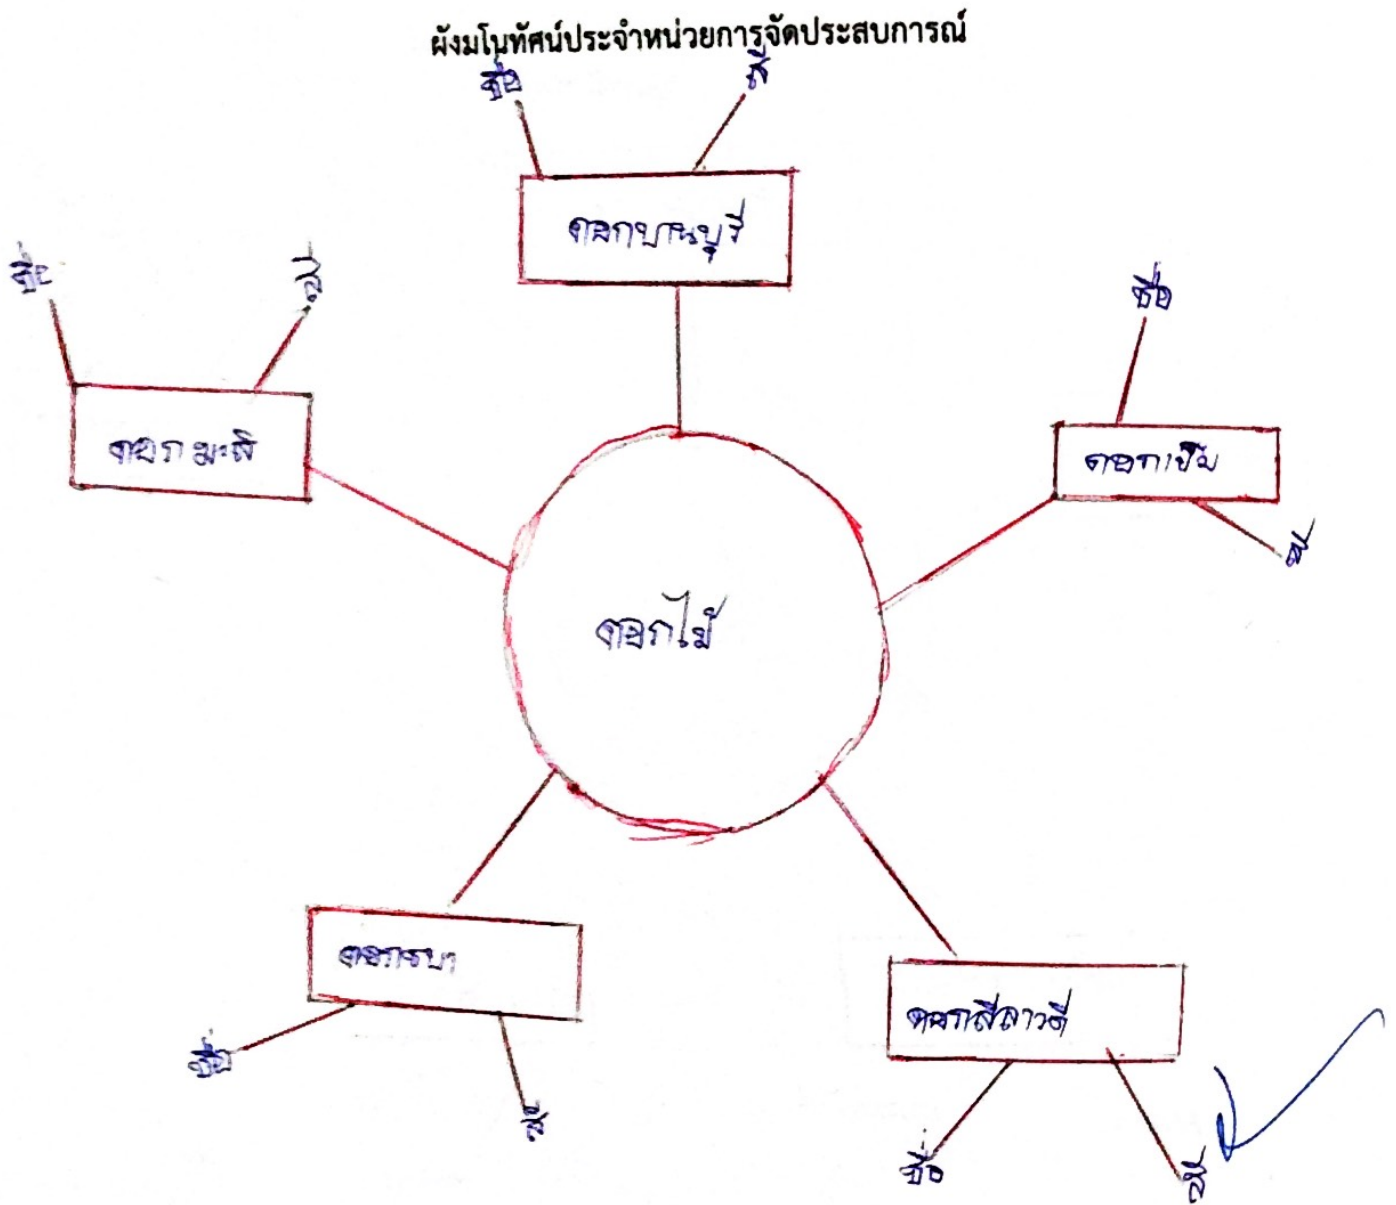 ผังมโนทัศน์ประจำหน่วยการจัดประสบการณ์
ชื่อ
สี
ดอกบานบุรี
ชื่อ
สี
ดอกมะลิ
ชื่อ
ดอกเข็ม
สี
ดอกไม้
ดอกชบา
ชื่อ
สี
ดอกลีลาวดี
ชื่อ
สี